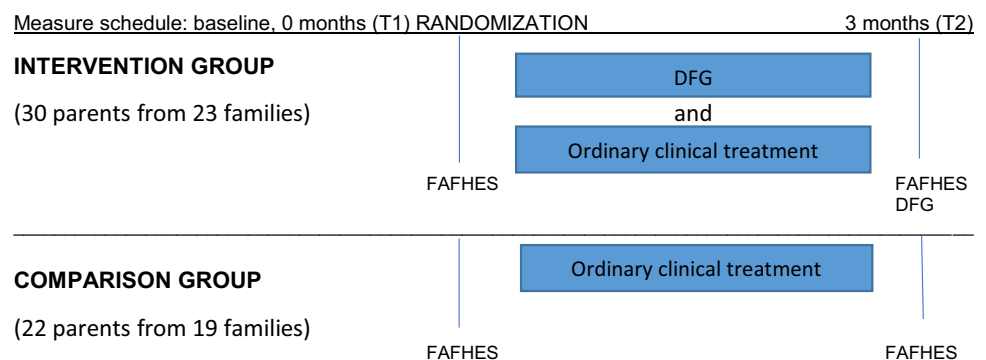 Measure schedule: baseline, 0 months (T1) RANDOMIZATION 3 months (T2)
INTERVENTION GROUP
(30 parents from 23 families)
DFG
and
Ordinary clinical treatment
FAFHES
FAFHES
DFG
COMPARISON GROUP
(22 parents from 19 families)
Ordinary clinical treatment
FAFHES
FAFHES